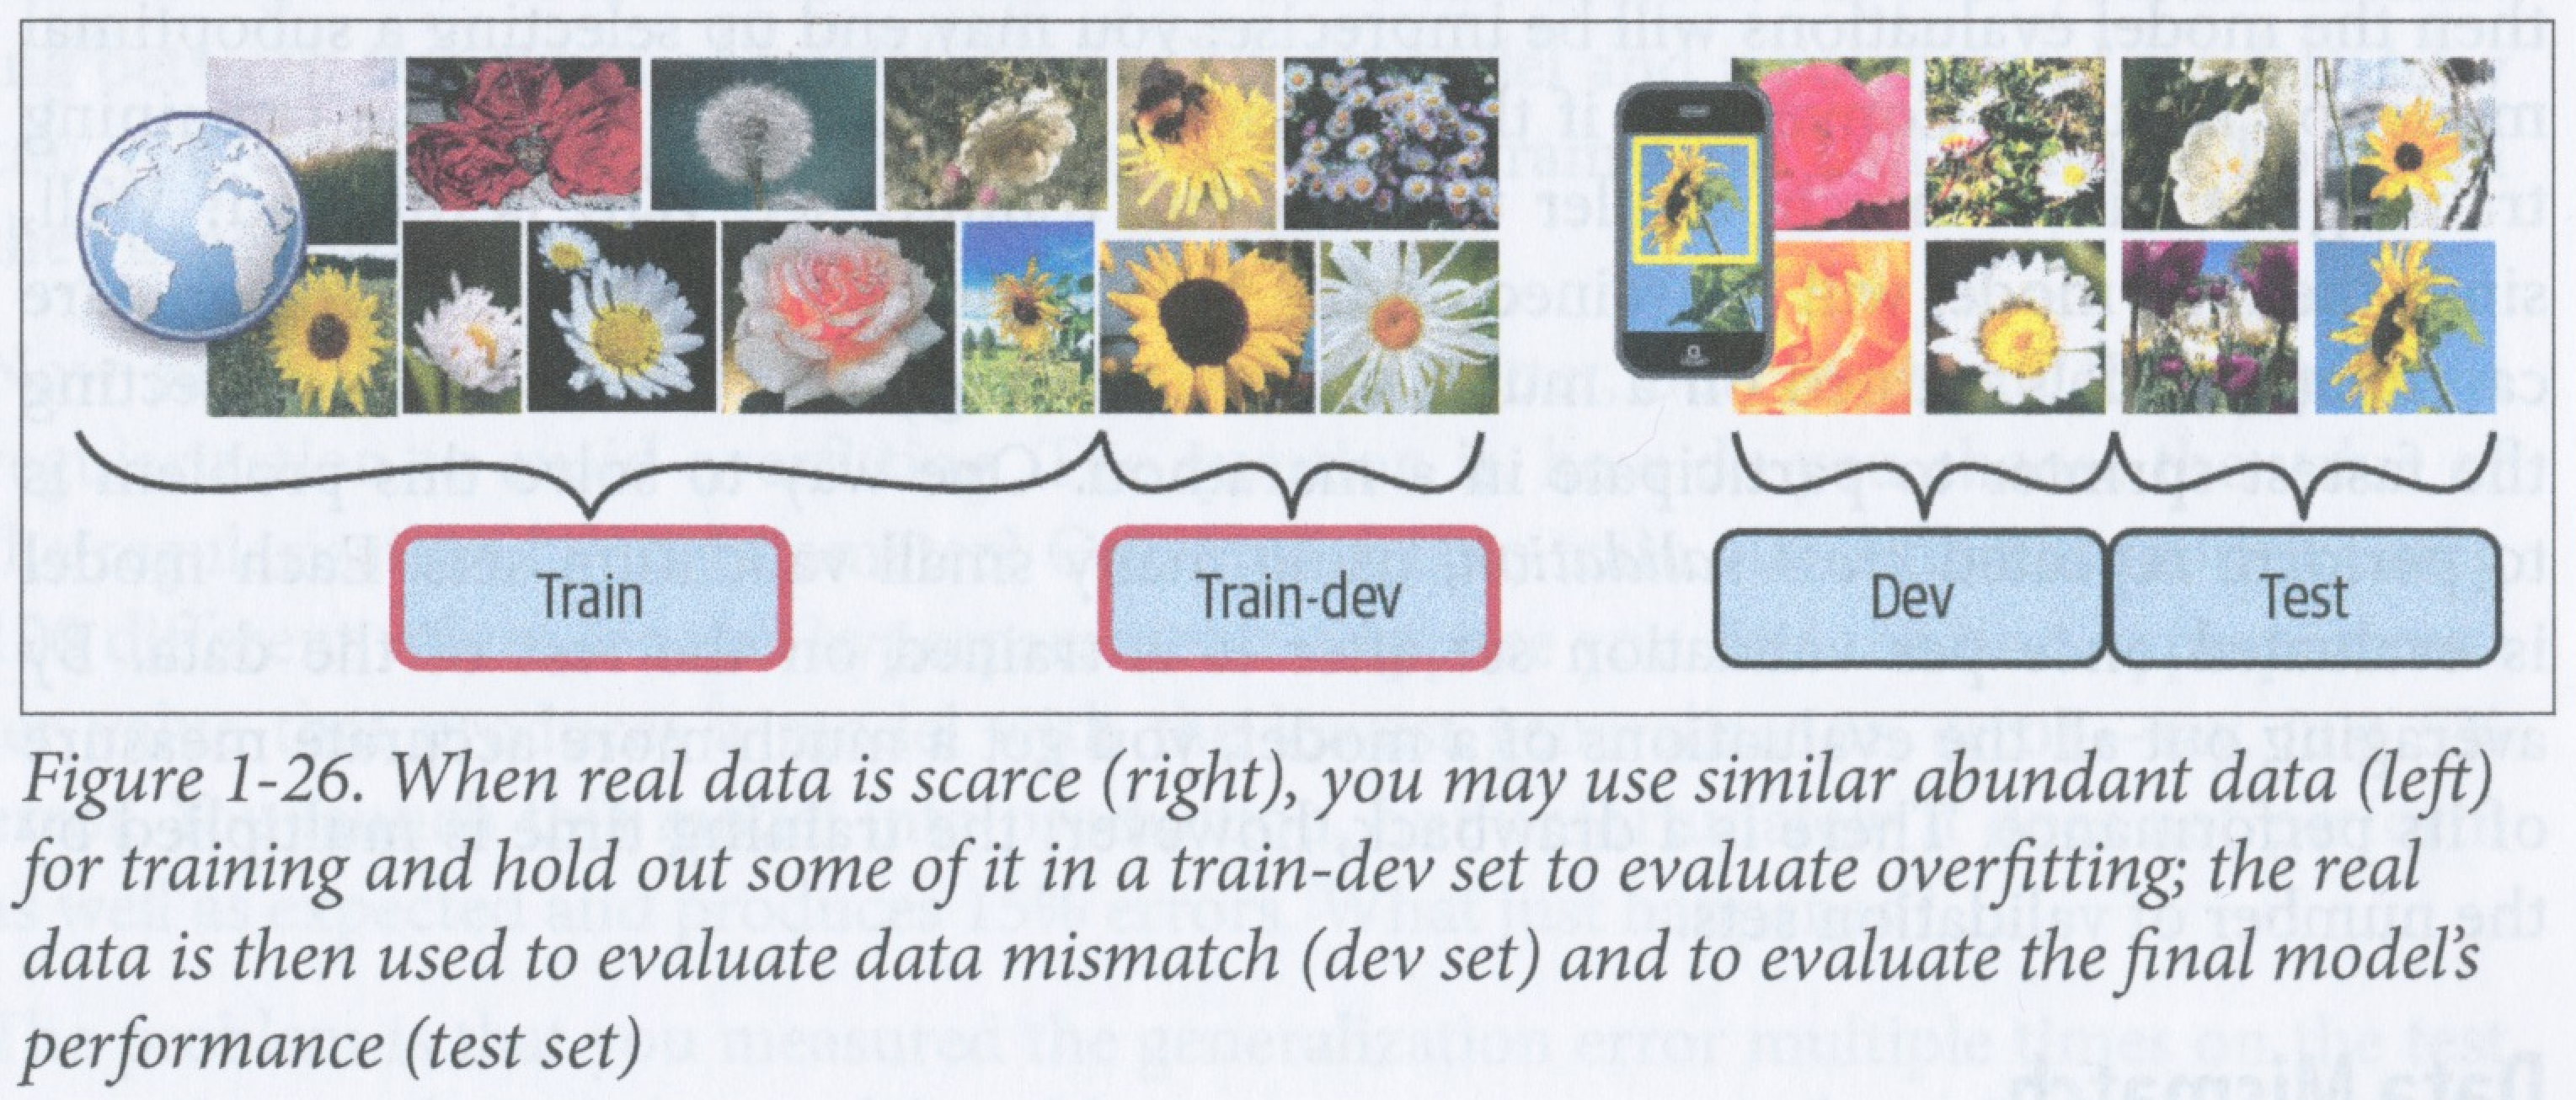 Train
Train-dev
Dev
Test
Figure 1-26. When real data is scarce (right), you may use similar abundant data (left)
for training and hold out some of it in a train-dev set to evaluate overfitting; the real
data is then used to evaluate data mismatch (dev set) and to evaluate the final model's
performance (test set)